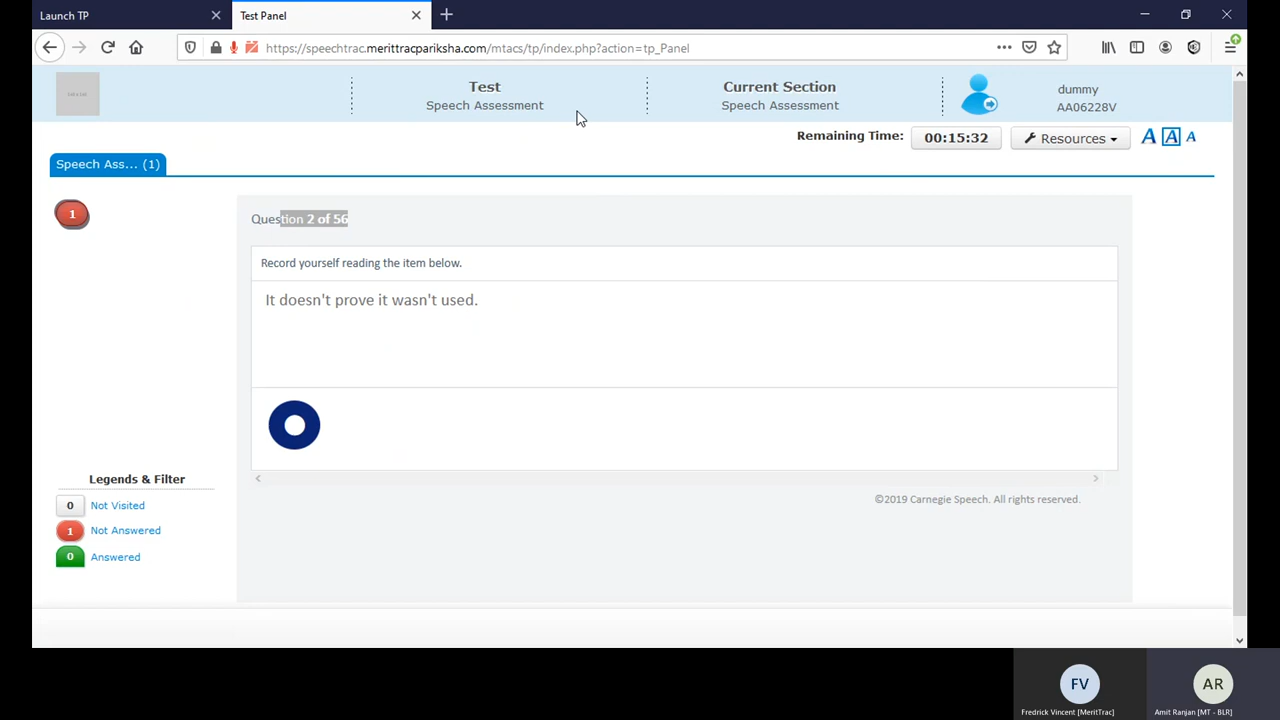 Launch TP
Test Panel
https://speechtrac.merittracpariksha.com/mtacs/tp/index.php?action=tp_Panel
Test
Speech Assessment
Current Section
Speech Assessment
dummy
AA06228V
Remaining Time:
00:15:32
Resources
A A A
Speech Ass... (1)
1
Question 2 of 56
Record yourself reading the item below.
It doesn't prove it wasn't used.
Legends & Filter
0 Not Visited
1 Not Answered
0 Answered
©2019 Carnegie Speech. All rights reserved.
FV
Fredrick Vincent [MeritTrac]
AR
Amit Ranjan [MT - BLR]